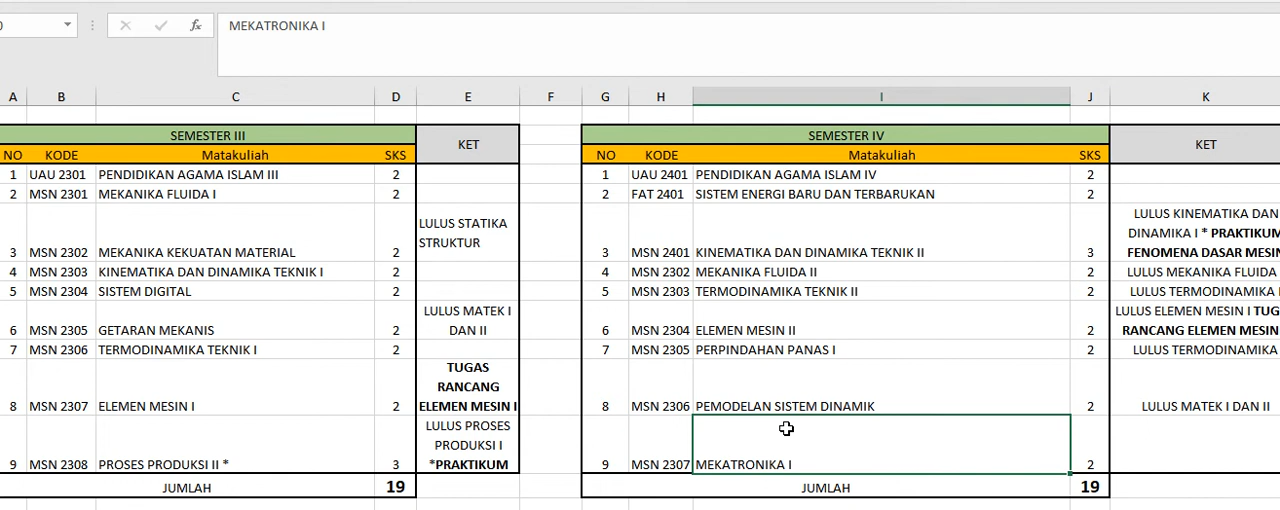 0 fx MEKATRONIKA I
A B C D E F G H I J K
SEMESTER III KET SEMESTER IV KET
NO KODE Matakuliah SKS NO KODE Matakuliah SKS
1 UAU 2301 PENDIDIKAN AGAMA ISLAM III 2 1 UAU 2401 PENDIDIKAN AGAMA ISLAM IV 2
2 MSN 2301 MEKANIKA FLUIDA I 2 2 FAT 2401 SISTEM ENERGI BARU DAN TERBARUKAN 2
LULUS STATIKA LULUS KINEMATIKA DAN
STRUKTUR DINAMIKA I * PRAKTIKUM
3 MSN 2302 MEKANIKA KEKUATAN MATERIAL 2 3 MSN 2401 KINEMATIKA DAN DINAMIKA TEKNIK II 3 FENOMENA DASAR MESIN
4 MSN 2303 KINEMATIKA DAN DINAMIKA TEKNIK I 2 4 MSN 2302 MEKANIKA FLUIDA II 2 LULUS MEKANIKA FLUIDA
5 MSN 2304 SISTEM DIGITAL 2 5 MSN 2303 TERMODINAMIKA TEKNIK II 2 LULUS TERMODINAMIKA I
LULUS MATEK I LULUS ELEMEN MESIN I TUG
6 MSN 2305 GETARAN MEKANIS 2 DAN II 6 MSN 2304 ELEMEN MESIN II 2 RANCANG ELEMEN MESIN
7 MSN 2306 TERMODINAMIKA TEKNIK I 2 7 MSN 2305 PERPINDAHAN PANAS I 2 LULUS TERMODINAMIKA
TUGAS
RANCANG
8 MSN 2307 ELEMEN MESIN I 2 ELEMEN MESIN I 8 MSN 2306 PEMODELAN SISTEM DINAMIK 2 LULUS MATEK I DAN II
LULUS PROSES
PRODUKSI I
9 MSN 2308 PROSES PRODUKSI II * 3 *PRAKTIKUM 9 MSN 2307 MEKATRONIKA I 2
JUMLAH 19 JUMLAH 19